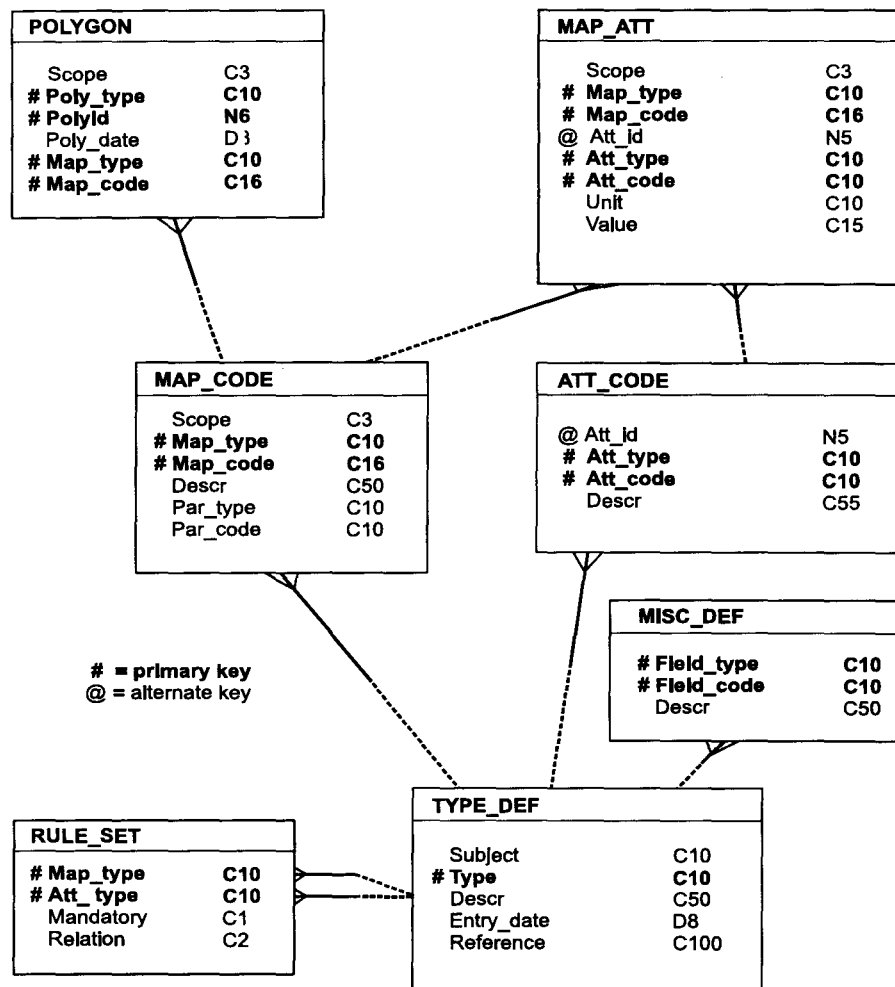 POLYGON
Scope C3
# Poly_type C10
# PolyId N6
Poly_date D3
# Map_type C10
# Map_code C16
MAP_ATT
Scope C3
# Map_type C10
# Map_code C16
@ Att_id N5
# Att_type C10
# Att_code C10
Unit C10
Value C15
MAP_CODE
Scope C3
# Map_type C10
# Map_code C16
Descr C50
Par_type C10
Par_code C10
ATT_CODE
@ Att_id N5
# Att_type C10
# Att_code C10
Descr C55
MISC_DEF
# Field_type C10
# Field_code C10
Descr C50
# = primary key
@ = alternate key
RULE_SET
# Map_type C10
# Att_type C10
Mandatory C1
Relation C2
TYPE_DEF
Subject C10
# Type C10
Descr C50
Entry_date D8
Reference C100